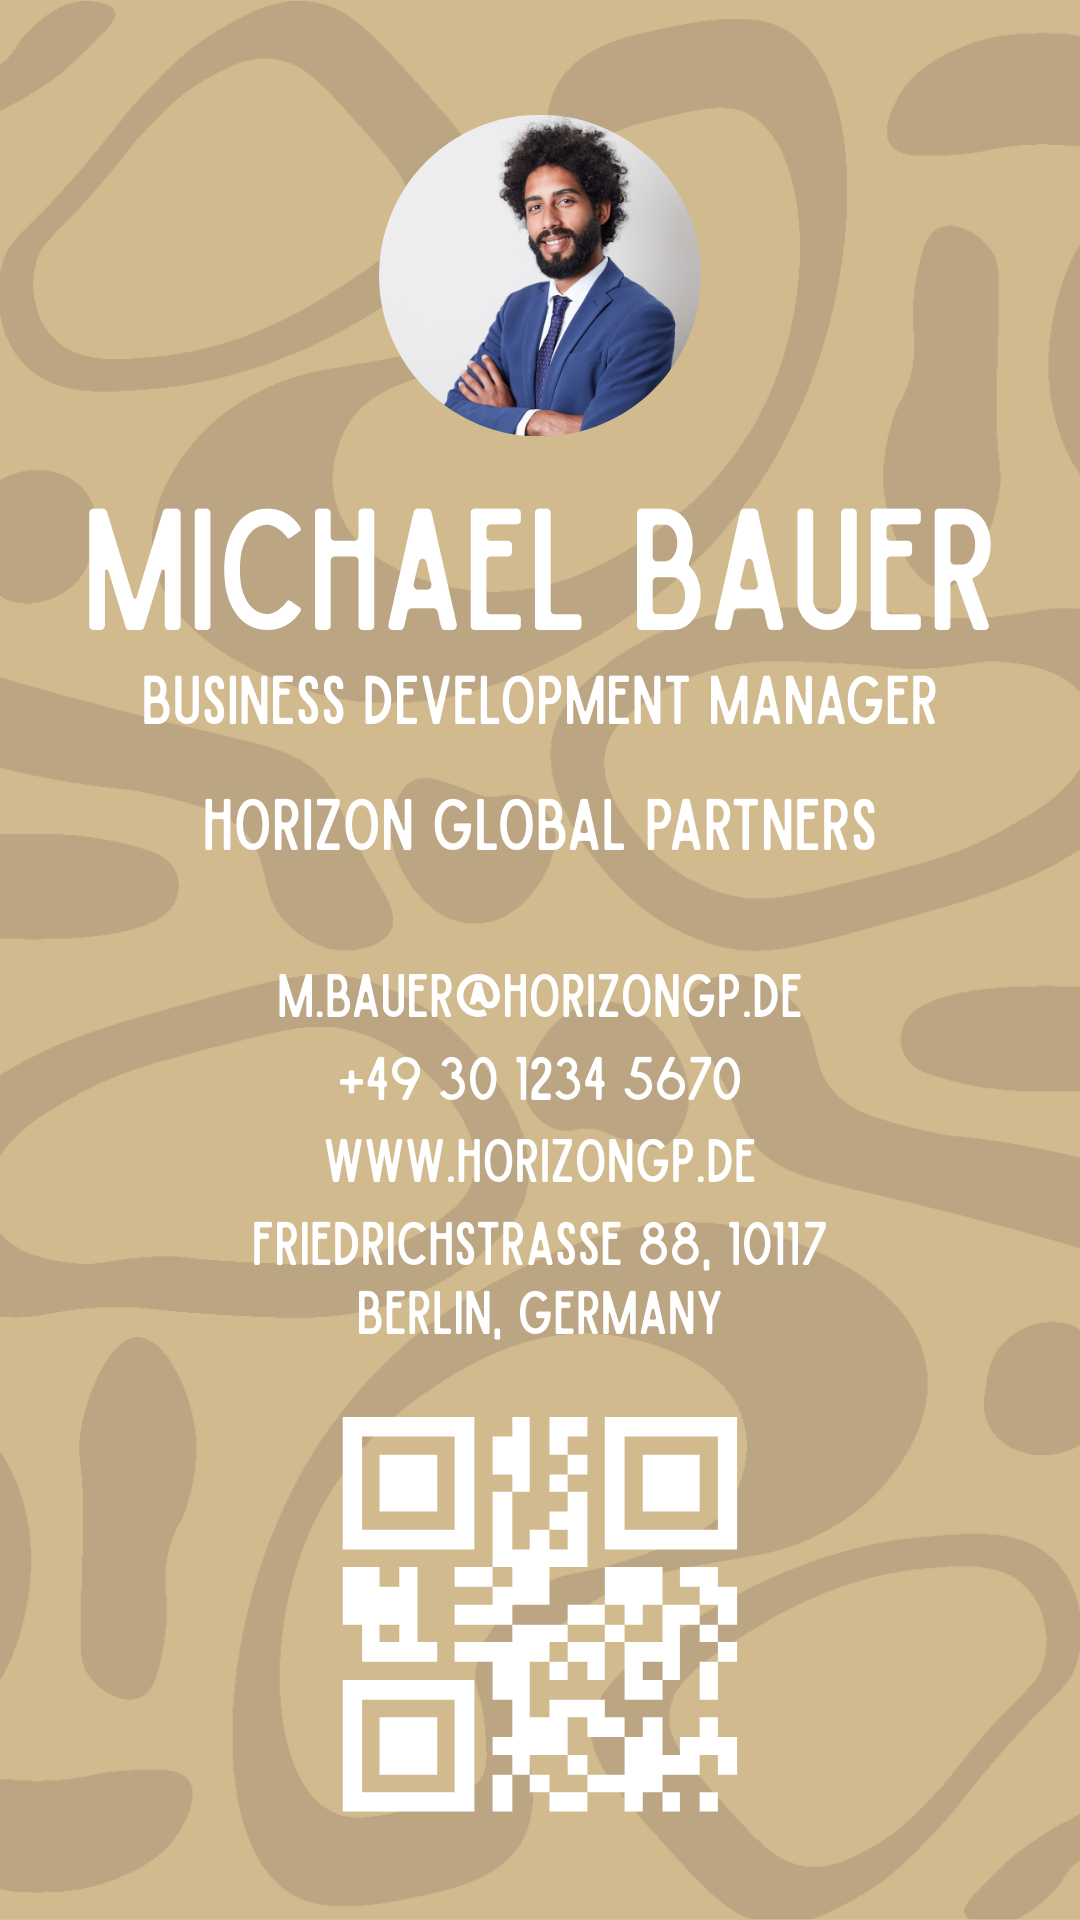 MICHAEL BAUER
BUSINESS DEVELOPMENT MANAGER
HORIZON GLOBAL PARTNERS
M.BAUER@HORIZONGP.DE
+49 30 1234 5670
WWW.HORIZONGP.DE
FRIEDRICHSTRASSE 88, 10117
BERLIN, GERMANY